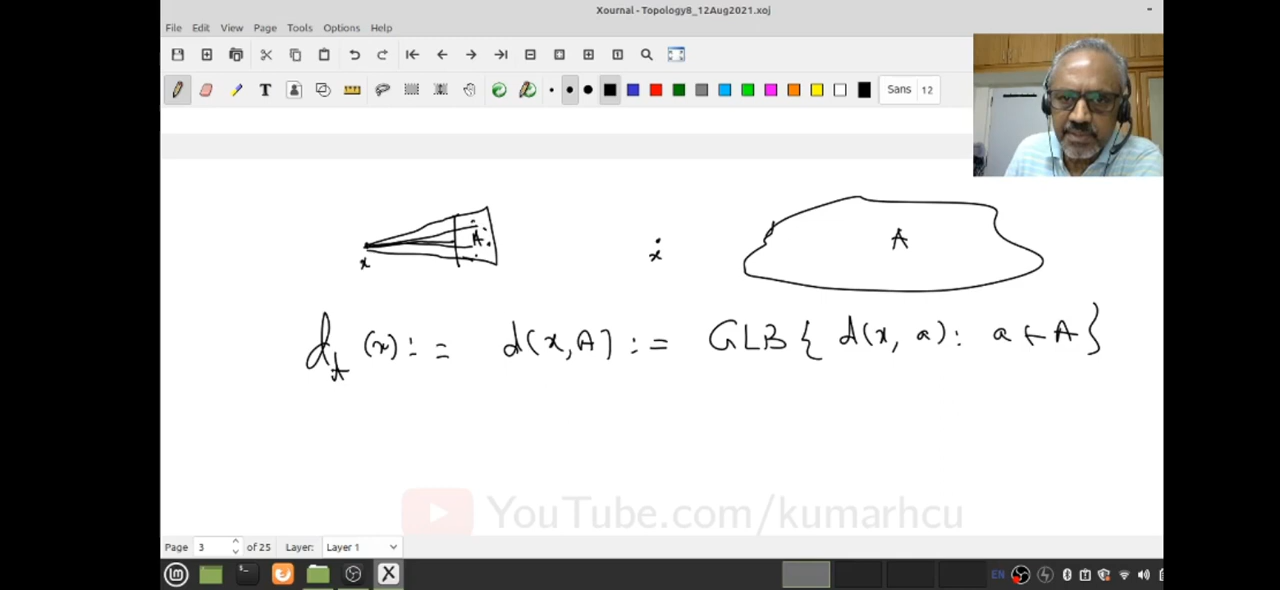 Xournal - Topology8_12Aug2021.xoj
File Edit View Page Tools Options Help
Sans 12
x A
x A
d_A (x) := d(x, A) := GLB { d(x, a) : a ∈ A }
YouTube.com/kumarhcu
Page 3 of 25 Layer: Layer 1
EN